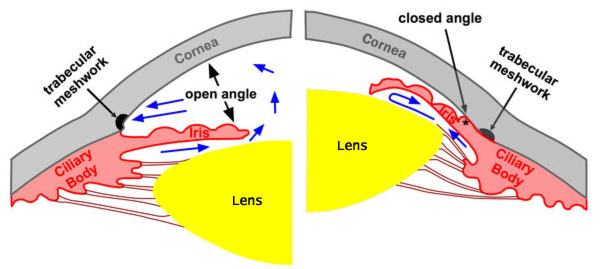 Cornea
trabecular
meshwork
open angle
Iris
Ciliary
Body
Lens
closed angle
Cornea
trabecular
meshwork
Iris
*
Lens
Ciliary
Body